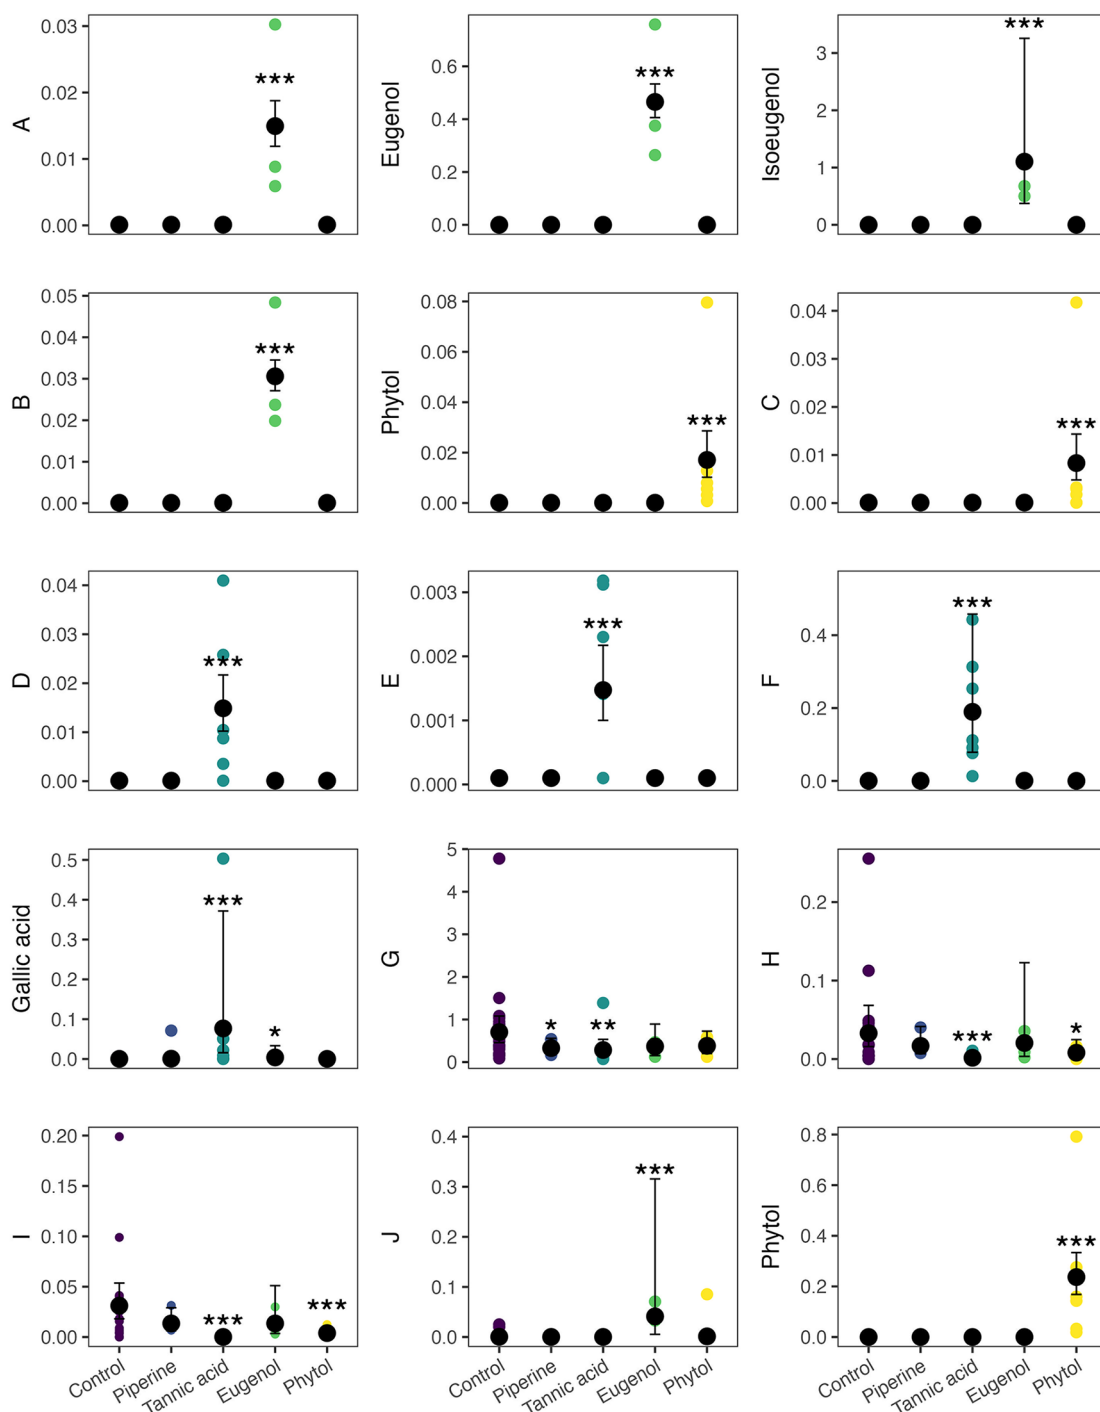 A
0.03
0.02
0.01
0.00
***
Eugenol
0.6
0.4
0.2
0.0
***
Isoeugenol
3
2
1
0
***
B
0.05
0.04
0.03
0.02
0.01
0.00
***
Phytol
0.08
0.06
0.04
0.02
0.00
***
C
0.04
0.03
0.02
0.01
0.00
***
D
0.04
0.03
0.02
0.01
0.00
***
E
0.003
0.002
0.001
0.000
***
F
0.4
0.2
0.0
***
Gallic acid
0.5
0.4
0.3
0.2
0.1
0.0
***
*
G
5
4
3
2
1
0
*
**
H
0.2
0.1
0.0
***
*
I
0.20
0.15
0.10
0.05
0.00
***
***
Control
Piperine
Tannic acid
Eugenol
Phytol
J
0.4
0.3
0.2
0.1
0.0
***
Control
Piperine
Tannic acid
Eugenol
Phytol
Phytol
0.8
0.6
0.4
0.2
0.0
***
Control
Piperine
Tannic acid
Eugenol
Phytol